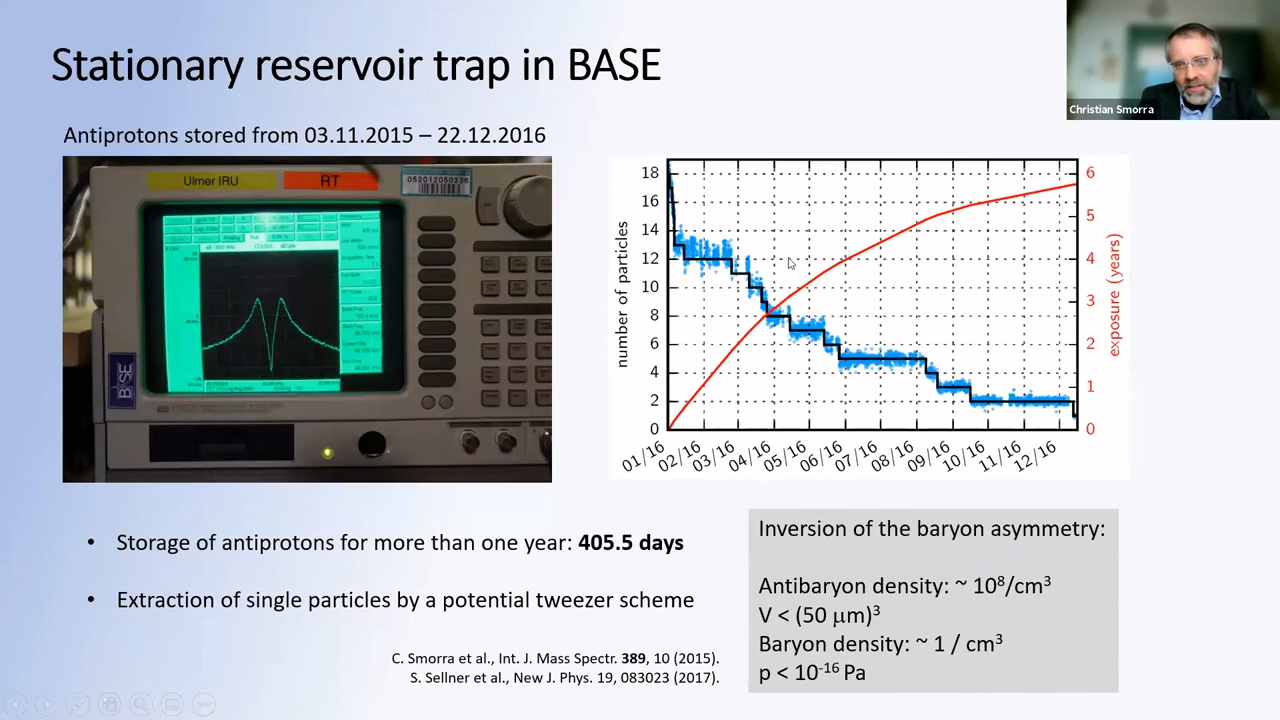 Stationary reservoir trap in BASE
Christian Smorra
Antiprotons stored from 03.11.2015 – 22.12.2016
Ulmer IRU
RT
BASE
number of particles
18
16
14
12
10
8
6
4
2
0
6
5
4
3
2
1
0
exposure (years)
01/16
02/16
03/16
04/16
05/16
06/16
07/16
08/16
09/16
10/16
11/16
12/16
• Storage of antiprotons for more than one year: 405.5 days
• Extraction of single particles by a potential tweezer scheme
C. Smorra et al., Int. J. Mass Spectr. 389, 10 (2015).
S. Sellner et al., New J. Phys. 19, 083023 (2017).
Inversion of the baryon asymmetry:
Antibaryon density: ~ 10⁸/cm³
V < (50 μm)³
Baryon density: ~ 1 / cm³
p < 10⁻¹⁶ Pa